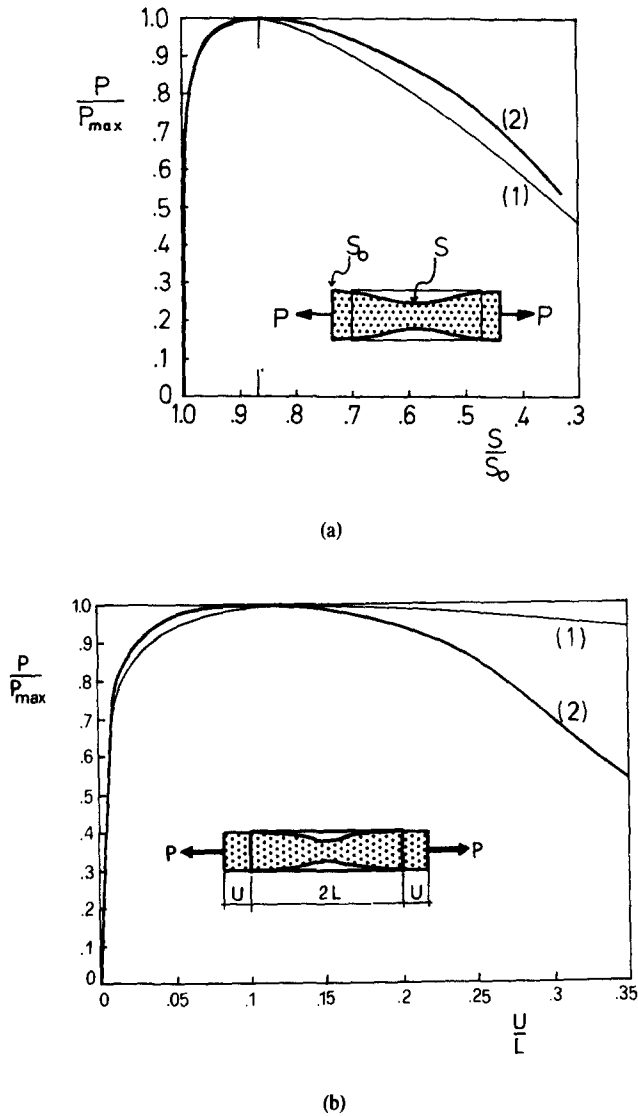 P
Pmax
1.0
.9
.8
.7
.6
.5
.4
.3
.2
.1
0
(2)
(1)
S₀ S
P P
1.0 .9 .8 .7 .6 .5 .4 .3
S
S₀
(a)
P
Pmax
1.0
.9
.8
.7
.6
.5
.4
.3
.2
.1
0
(1)
(2)
P P
U 2L U
0 .05 0.1 .15 .2 .25 .3 .35
U
L
(b)